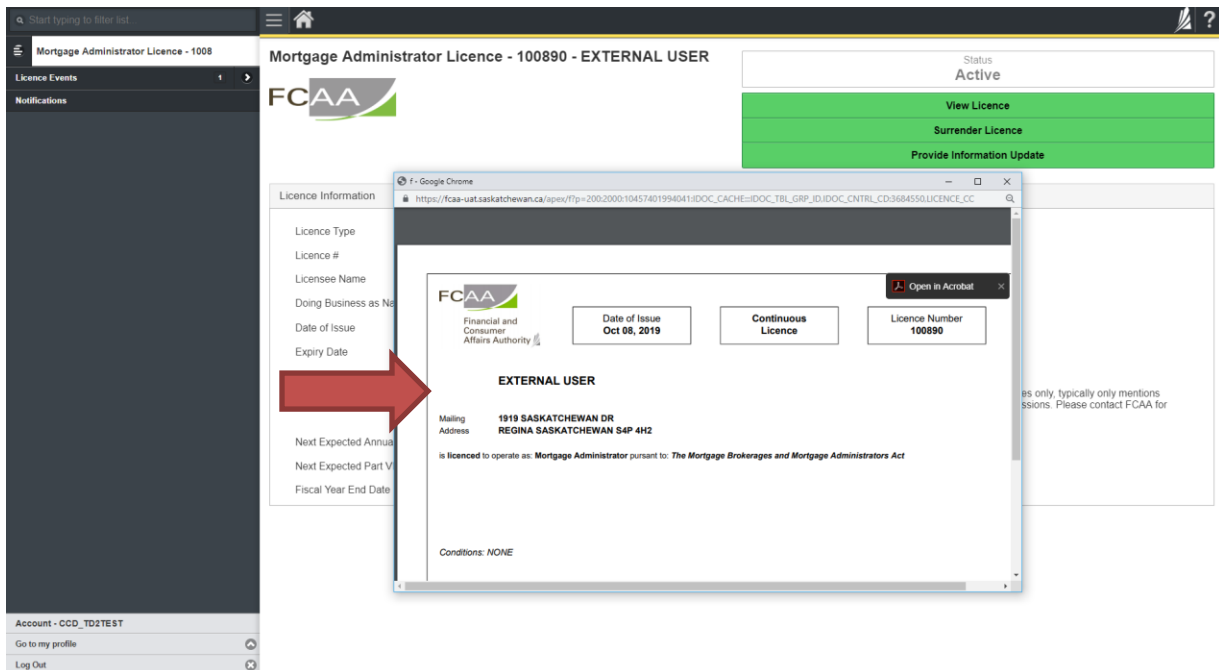 Start typing to filter list...
Mortgage Administrator Licence - 1008
Licence Events 1
Notifications
Account - CCD_TD2TEST
Go to my profile
Log Out
?
Mortgage Administrator Licence - 100890 - EXTERNAL USER
FCAA
Status
Active
View Licence
Surrender Licence
Provide Information Update
Licence Information
Licence Type
Licence #
Licensee Name
Doing Business as Na
Date of Issue
Expiry Date
es only, typically only mentions
ssions. Please contact FCAA for
Next Expected Annua
Next Expected Part V
Fiscal Year End Date
f - Google Chrome
https://fcaa-uat.saskatchewan.ca/apex/f?p=200:2000:10457401994041:IDOC_CACHE:::IDOC_TBL_GRP_ID,IDOC_CNTRL_CD:3684550,LICENCE_CC
Open in Acrobat
FCAA
Financial and
Consumer
Affairs Authority
Date of Issue
Oct 08, 2019
Continuous
Licence
Licence Number
100890
EXTERNAL USER
Mailing 1919 SASKATCHEWAN DR
Address REGINA SASKATCHEWAN S4P 4H2
is licenced to operate as: Mortgage Administrator pursuant to: The Mortgage Brokerages and Mortgage Administrators Act
Conditions: NONE